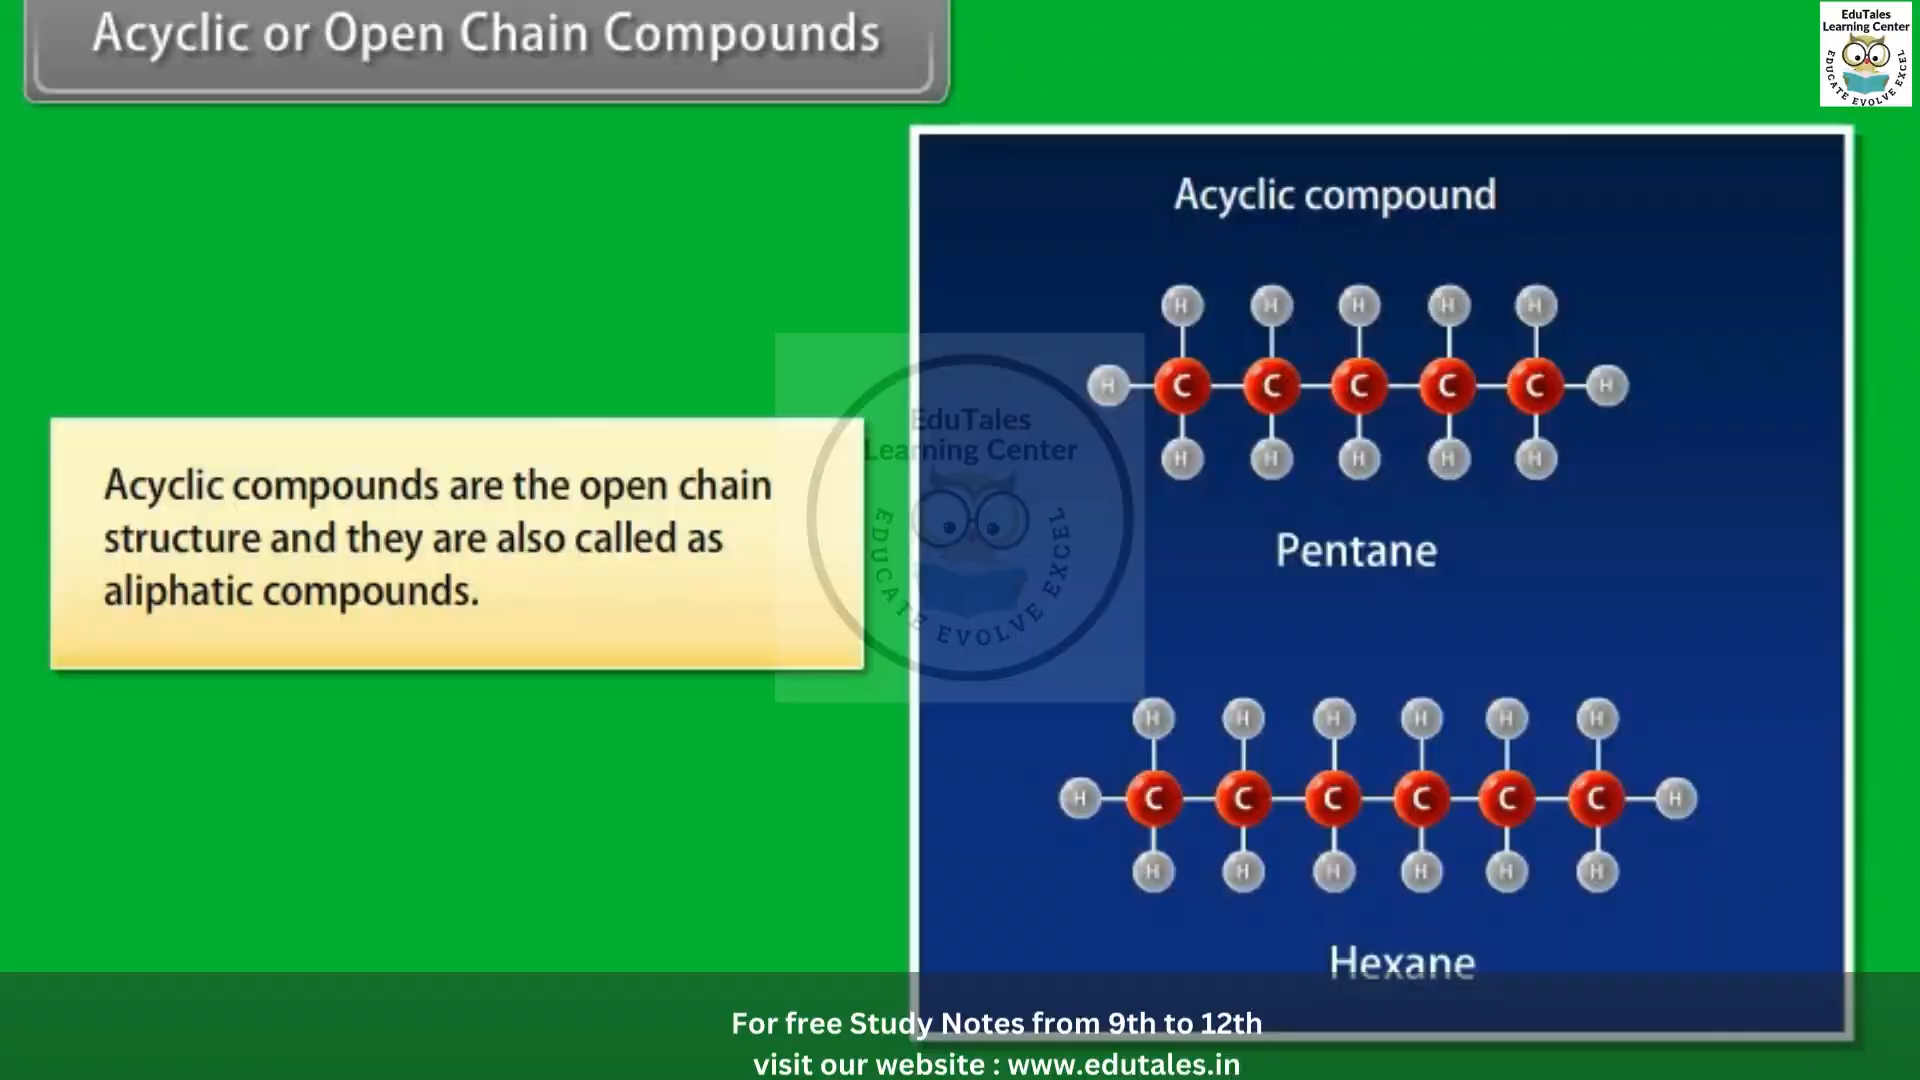 Acyclic or Open Chain Compounds
EduTales
Learning Center
EDUCATE EVOLVE EXCEL
Acyclic compound
H H H H H
H C C C C C H
H H H H H
Pentane
EduTales
Learning Center
EDUCATE EVOLVE EXCEL
Acyclic compounds are the open chain
structure and they are also called as
aliphatic compounds.
H H H H H H
H C C C C C C H
H H H H H H
Hexane
For free Study Notes from 9th to 12th
visit our website : www.edutales.in